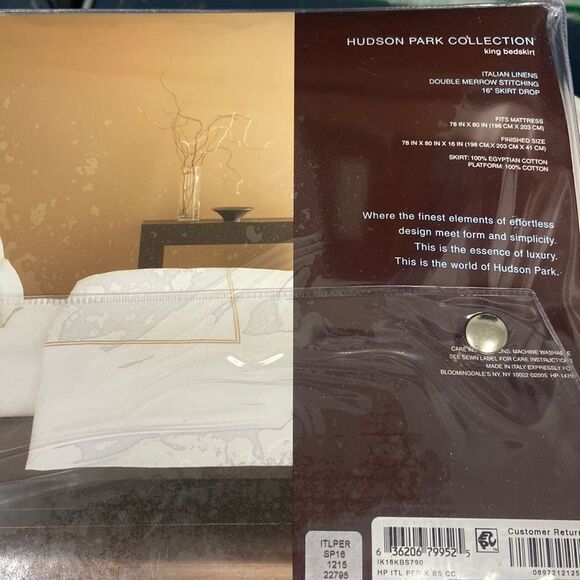 HUDSON PARK COLLECTION
king bedskirt
ITALIAN LINENS
DOUBLE MERROW STITCHING
16" SKIRT DROP
FITS MATTRESS
78 IN X 80 IN (198 CM X 203 CM)
FINISHED SIZE
78 IN X 80 IN X 16 IN (198 CM X 203 CM X 41 CM)
SKIRT: 100% EGYPTIAN COTTON
PLATFORM: 100% COTTON
Where the finest elements of effortless
design meet form and simplicity.
This is the essence of luxury.
This is the world of Hudson Park.
CARE MACHINE
SEE SEWN LABEL FOR CARE INSTRUCTIONS
MADE IN ITALY EXPRESSLY
BLOOMINGDALE'S NY, NY 10022 ©2005
ITLPER
SP16
1215
22795
6 36206 79952 5
IK16KBS790
HP ITL K BS CC
Customer Return
0697212125